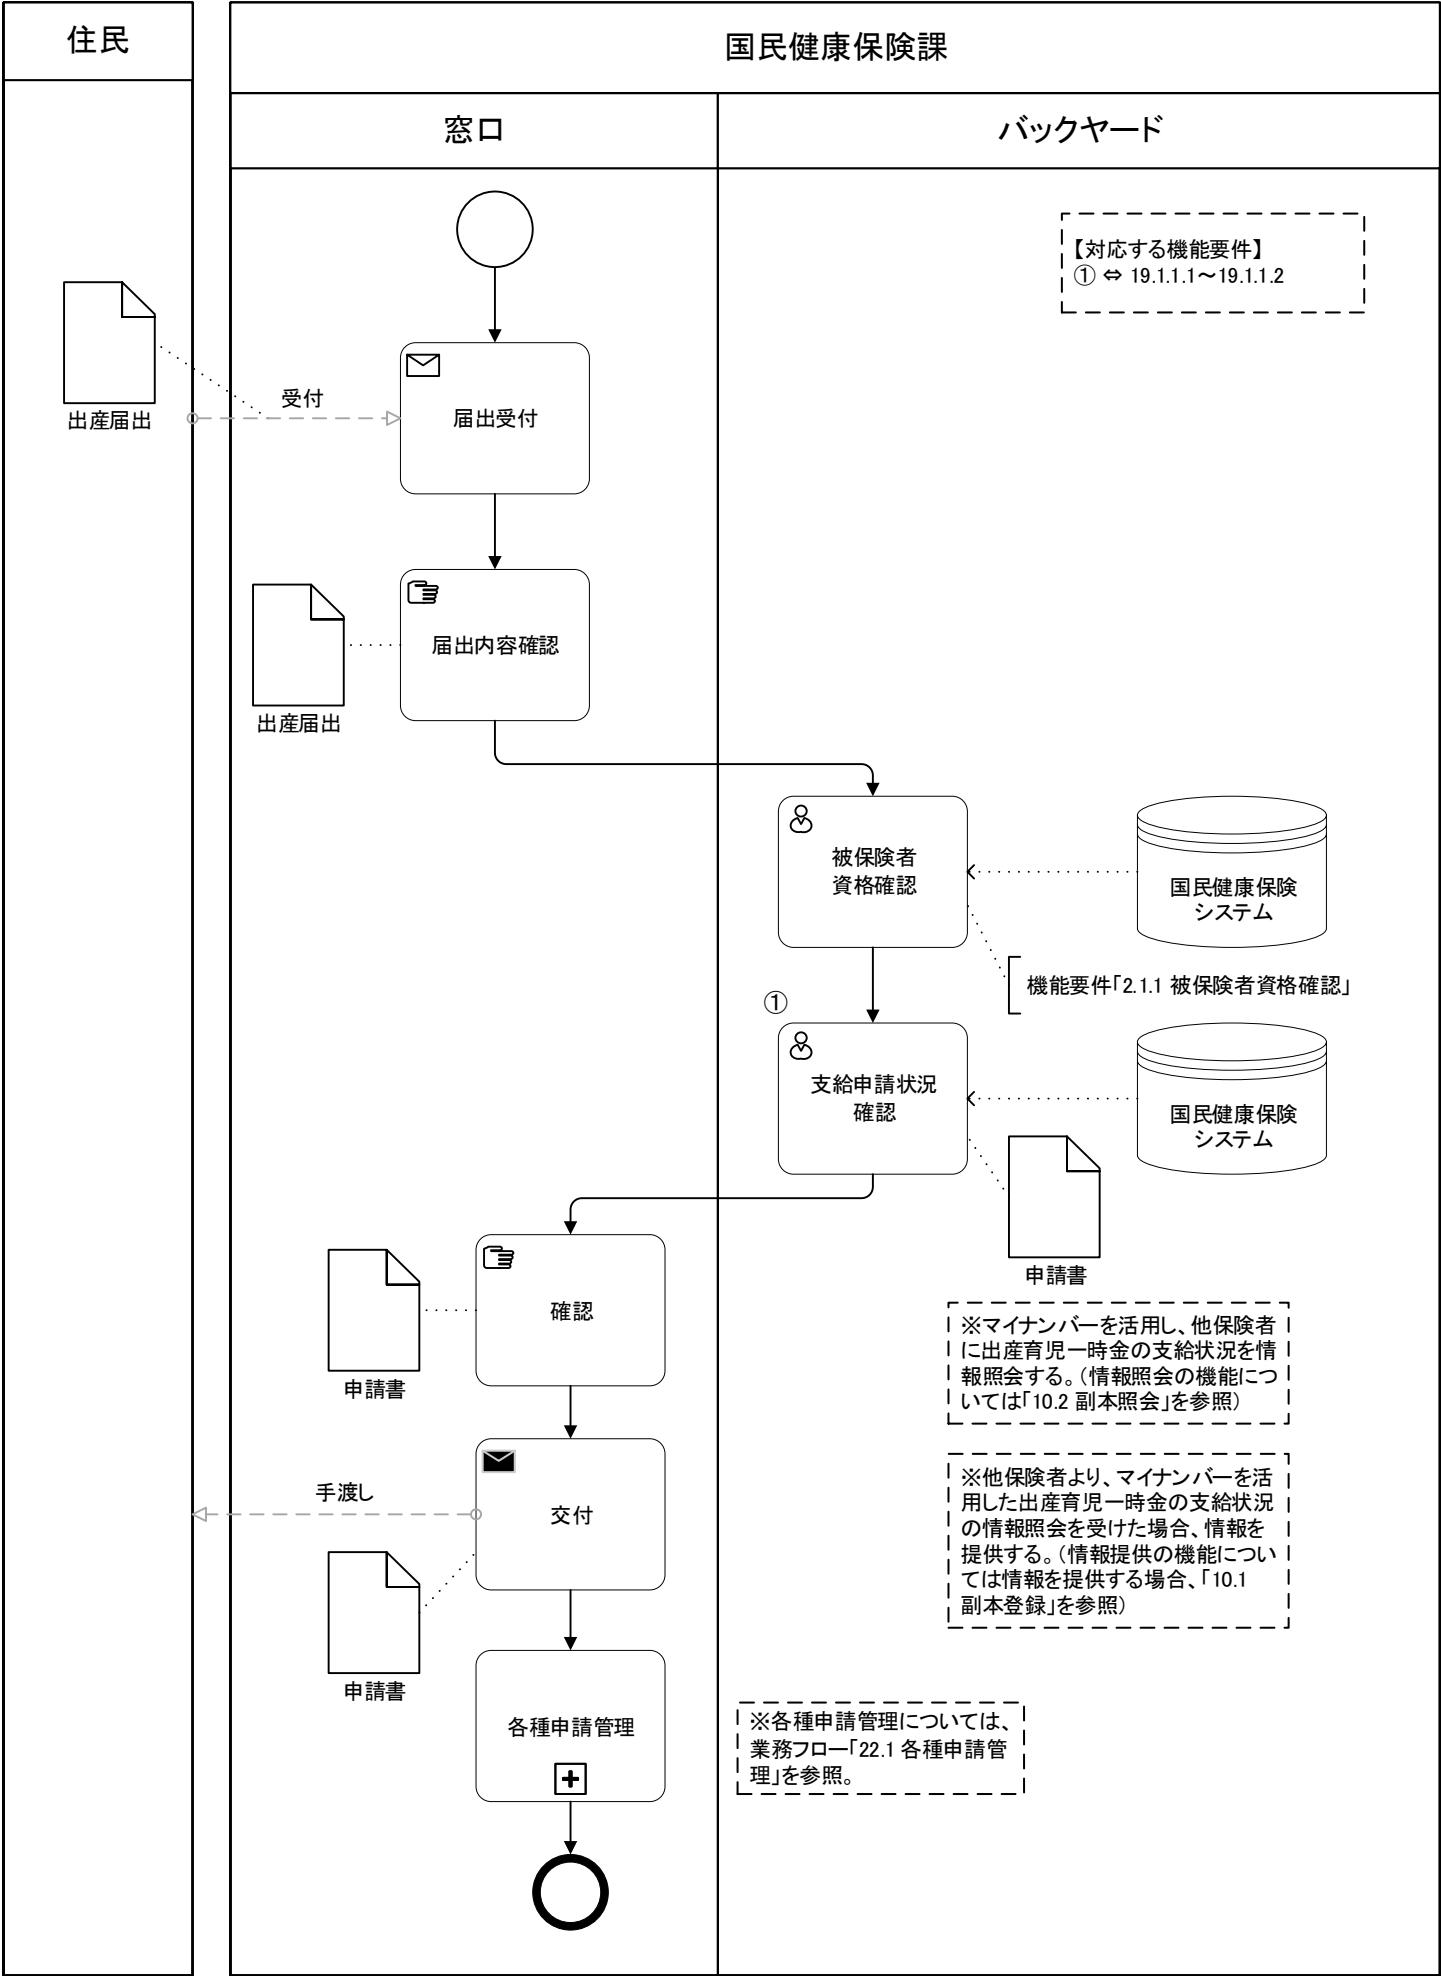 住民
国民健康保険課
窓口
バックヤード
【対応する機能要件】
① ⇔ 19.1.1.1～19.1.1.2
出産届出
受付
届出受付
届出内容確認
出産届出
被保険者
資格確認
国民健康保険
システム
機能要件「2.1.1 被保険者資格確認」
①
支給申請状況
確認
国民健康保険
システム
申請書
確認
申請書
※マイナンバーを活用し、他保険者
に出産育児一時金の支給状況を情
報照会する。（情報照会の機能につ
いては「10.2 副本照会」を参照）
手渡し
交付
申請書
※他保険者より、マイナンバーを活
用した出産育児一時金の支給状況
の情報照会を受けた場合、情報を
提供する。（情報提供の機能につい
ては情報を提供する場合、「10.1
副本登録」を参照）
各種申請管理
※各種申請管理については、
業務フロー「22.1 各種申請管
理」を参照。